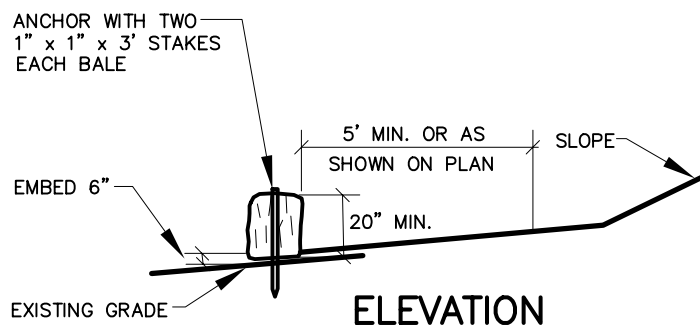 ANCHOR WITH TWO
1" x 1" x 3' STAKES
EACH BALE
5' MIN. OR AS
SHOWN ON PLAN
SLOPE
EMBED 6"
20" MIN.
EXISTING GRADE
ELEVATION